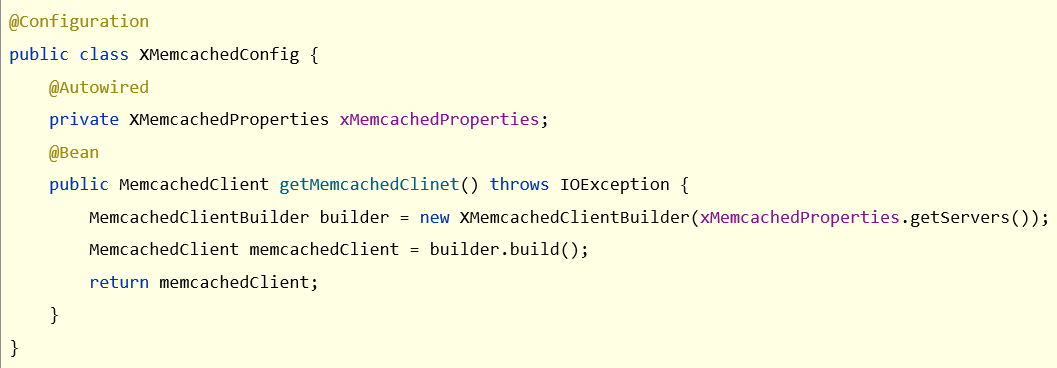 @Configuration
public class XMemcachedConfig {
    @Autowired
    private XMemcachedProperties xMemcachedProperties;
    @Bean
    public MemcachedClient getMemcachedClinet() throws IOException {
        MemcachedClientBuilder builder = new XMemcachedClientBuilder(xMemcachedProperties.getServers());
        MemcachedClient memcachedClient = builder.build();
        return memcachedClient;
    }
}